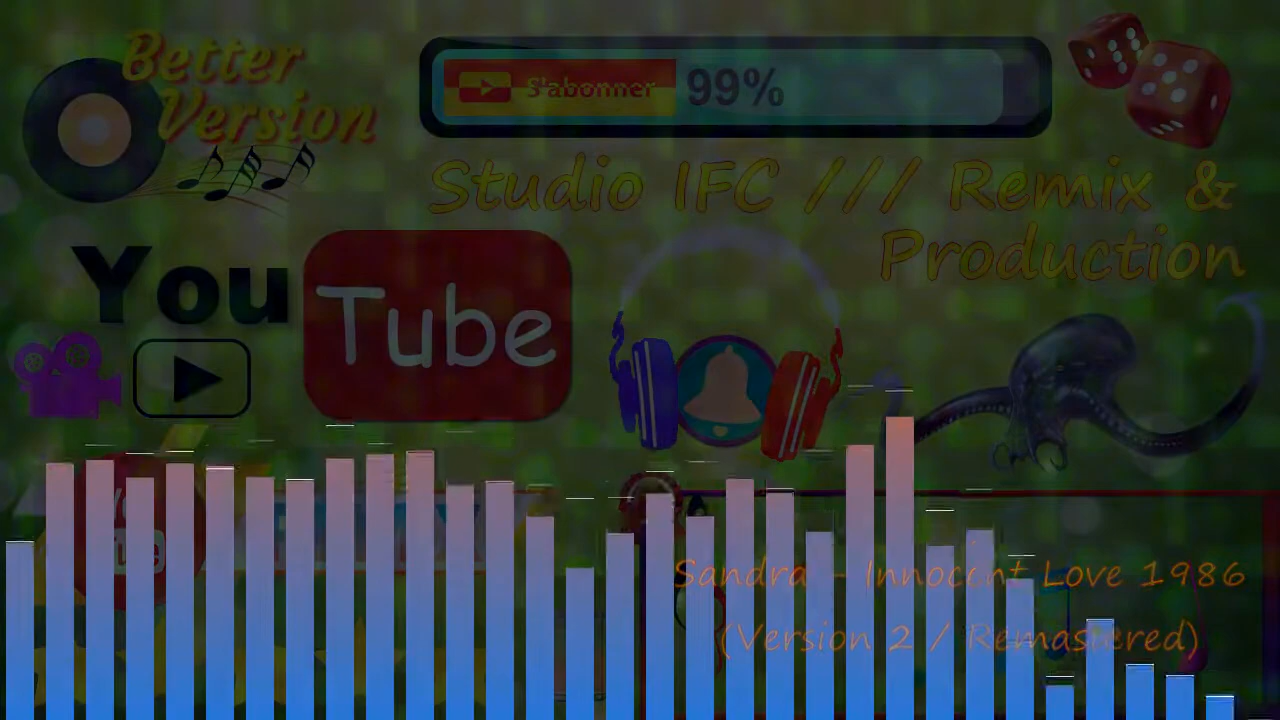 Better
Version
S'abonner 99%
Studio IFC /// Remix &
Production
You
Tube
Sandra - Innocent Love 1986
(Version 2 / Remastered)